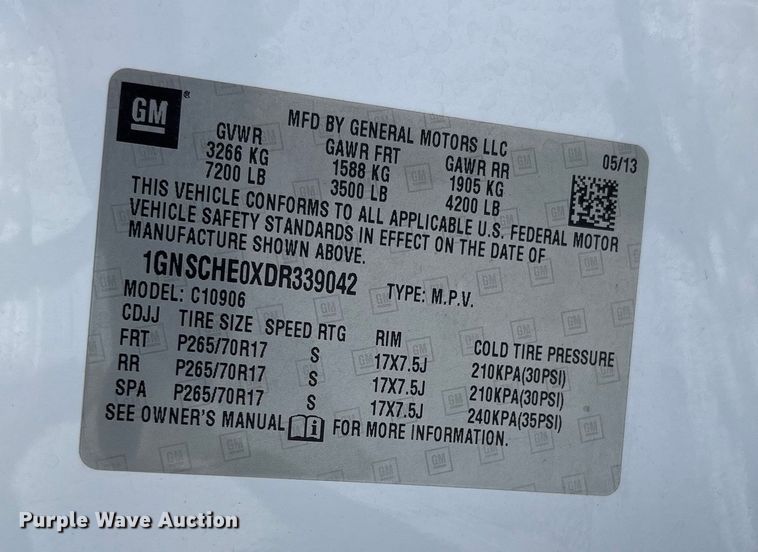 GM®
MFD BY GENERAL MOTORS LLC
05/13
GVWR GAWR FRT GAWR RR
3266 KG 1588 KG 1905 KG
7200 LB 3500 LB 4200 LB
THIS VEHICLE CONFORMS TO ALL APPLICABLE U.S. FEDERAL MOTOR
VEHICLE SAFETY STANDARDS IN EFFECT ON THE DATE OF
MANUFACTURE SHOWN ABOVE.
1GNSCHE0XDR339042 TYPE: M.P.V.
MODEL: C10906
CDJJ TIRE SIZE SPEED RTG RIM COLD TIRE PRESSURE
FRT P265/70R17 S 17X7.5J 210KPA(30PSI)
RR P265/70R17 S 17X7.5J 210KPA(30PSI)
SPA P265/70R17 S 17X7.5J 240KPA(35PSI)
SEE OWNER'S MANUAL i FOR MORE INFORMATION.
Purple Wave Auction